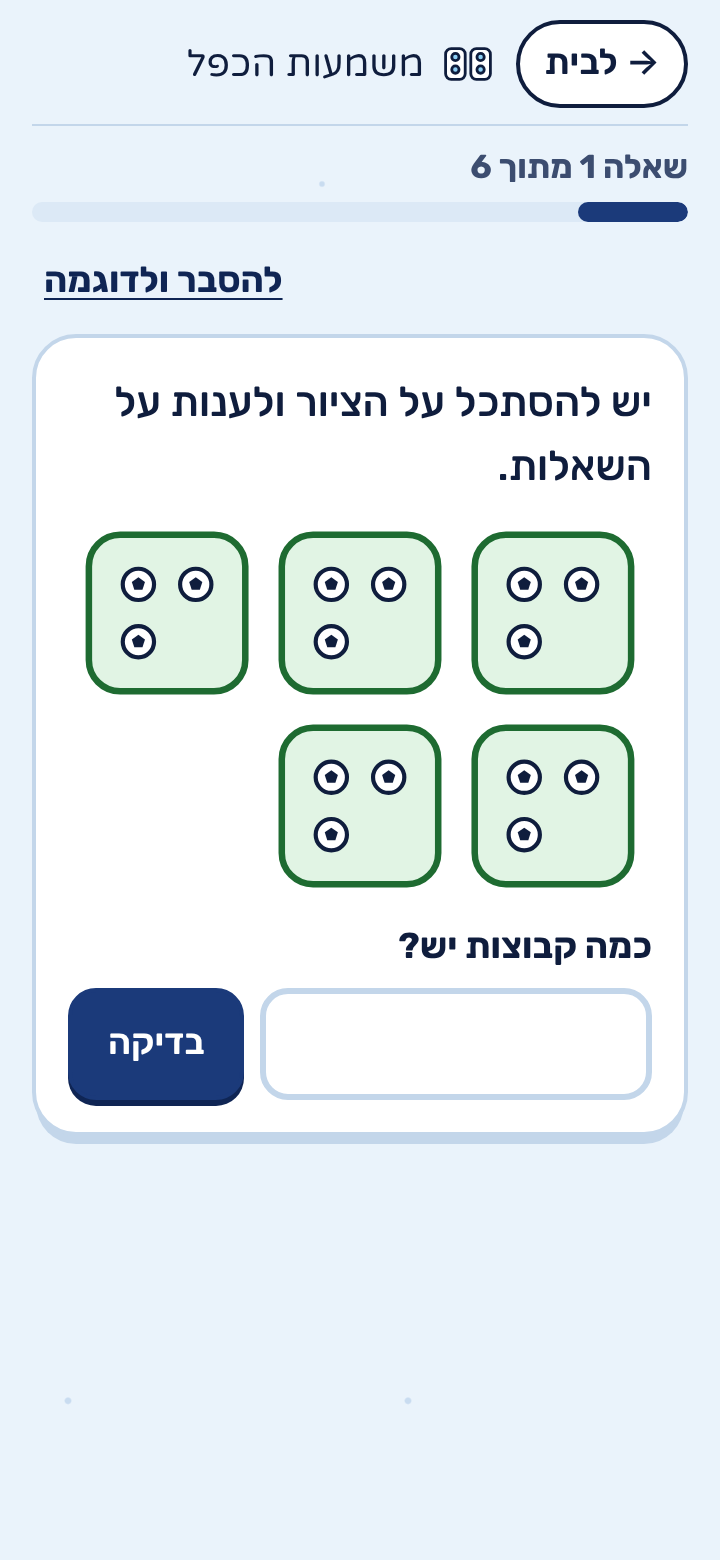 → לבית
משמעות הכפל
שאלה 1 מתוך 6
להסבר ולדוגמה
יש להסתכל על הציור ולענות על
השאלות.
כמה קבוצות יש?
בדיקה